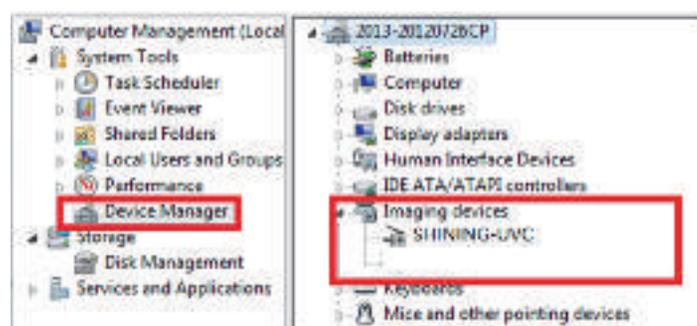 Computer Management (Local
System Tools
Task Scheduler
Event Viewer
Shared Folders
Local Users and Groups
Performance
Device Manager
Storage
Disk Management
Services and Applications
2013-20120726CP
Batteries
Computer
Disk drives
Display adapters
Human Interface Devices
IDE ATA/ATAPI controllers
Imaging devices
SHINING-UVC
Keyboards
Mice and other pointing devices